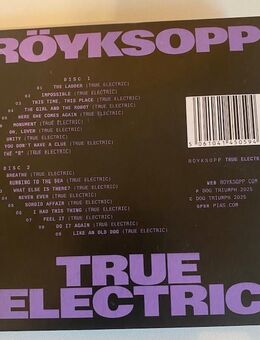 RÖYKSOPP
DISC 1
01 THE LADDER (TRUE ELECTRIC)
02 IMPOSSIBLE (TRUE ELECTRIC)
03 THIS TIME, THIS PLACE (TRUE ELECTRIC)
04 THE GIRL AND THE ROBOT (TRUE ELECTRIC)
05 HERE SHE COMES AGAIN (TRUE ELECTRIC)
MONUMENT (TRUE ELECTRIC)
OH, LOVER (TRUE ELECTRIC)
UNITY (TRUE ELECTRIC)
YOU DON'T HAVE A CLUE (TRUE ELECTRIC)
THE "R" (TRUE ELECTRIC)
DISC 2
BREATHE (TRUE ELECTRIC)
RUNNING TO THE SEA (TRUE ELECTRIC)
WHAT ELSE IS THERE? (TRUE ELECTRIC)
NEVER EVER (TRUE ELECTRIC)
SORDID AFFAIR (TRUE ELECTRIC)
I HAD THIS THING (TRUE ELECTRIC)
07 FEEL IT (TRUE ELECTRIC)
08 DO IT AGAIN (TRUE ELECTRIC)
LIKE AN OLD DOG (TRUE ELECTRIC)
5 061041 450594
RÖYKSOPP TRUE ELECTR
WEB ROYKSOPP.COM
P DOG TRIUMPH 2025
C DOG TRIUMPH 2025
PIAS.COM
TRUE
ELECTRIC